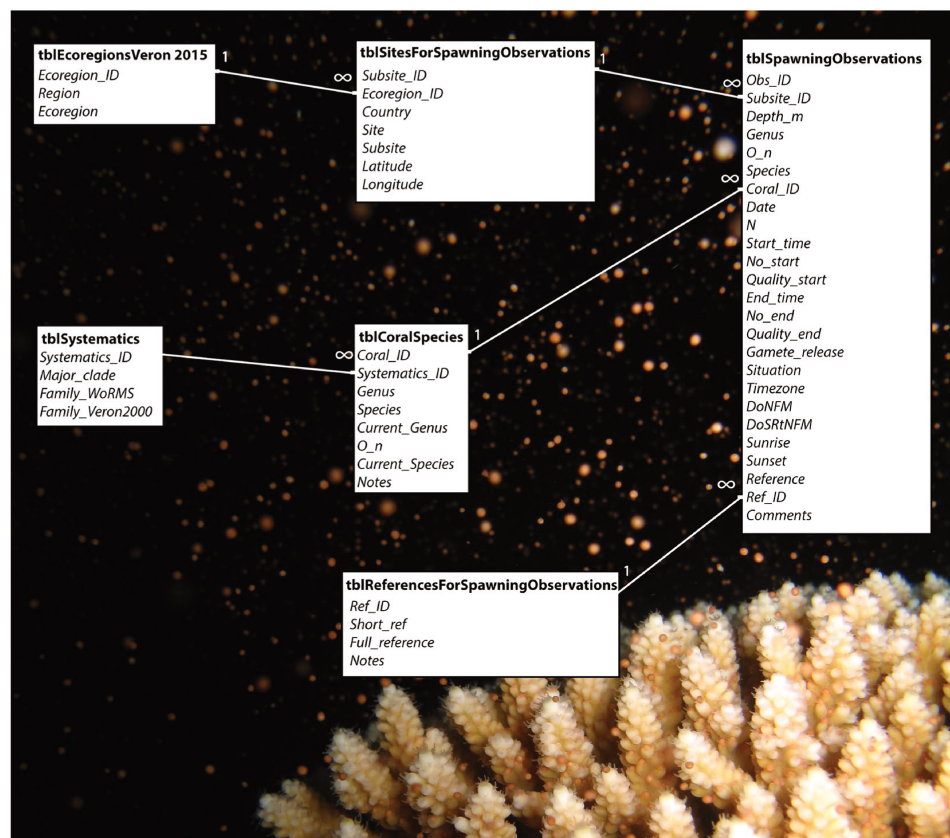 tblEcoregionsVeron 2015
Ecoregion_ID
Region
Ecoregion
1
∞
tblSitesForSpawningObservations
Subsite_ID
Ecoregion_ID
Country
Site
Subsite
Latitude
Longitude
1
∞
tblSpawningObservations
Obs_ID
Subsite_ID
Depth_m
Genus
O_n
Species
Coral_ID
Date
N
Start_time
No_start
Quality_start
End_time
No_end
Quality_end
Gamete_release
Situation
Timezone
DoNFM
DoSRtNFM
Sunrise
Sunset
Reference
Ref_ID
Comments
∞
∞
tblSystematics
Systematics_ID
Major_clade
Family_WoRMS
Family_Veron2000
∞
tblCoralSpecies
Coral_ID
Systematics_ID
Genus
Species
Current_Genus
O_n
Current_Species
Notes
1
tblReferencesForSpawningObservations
Ref_ID
Short_ref
Full_reference
Notes
1